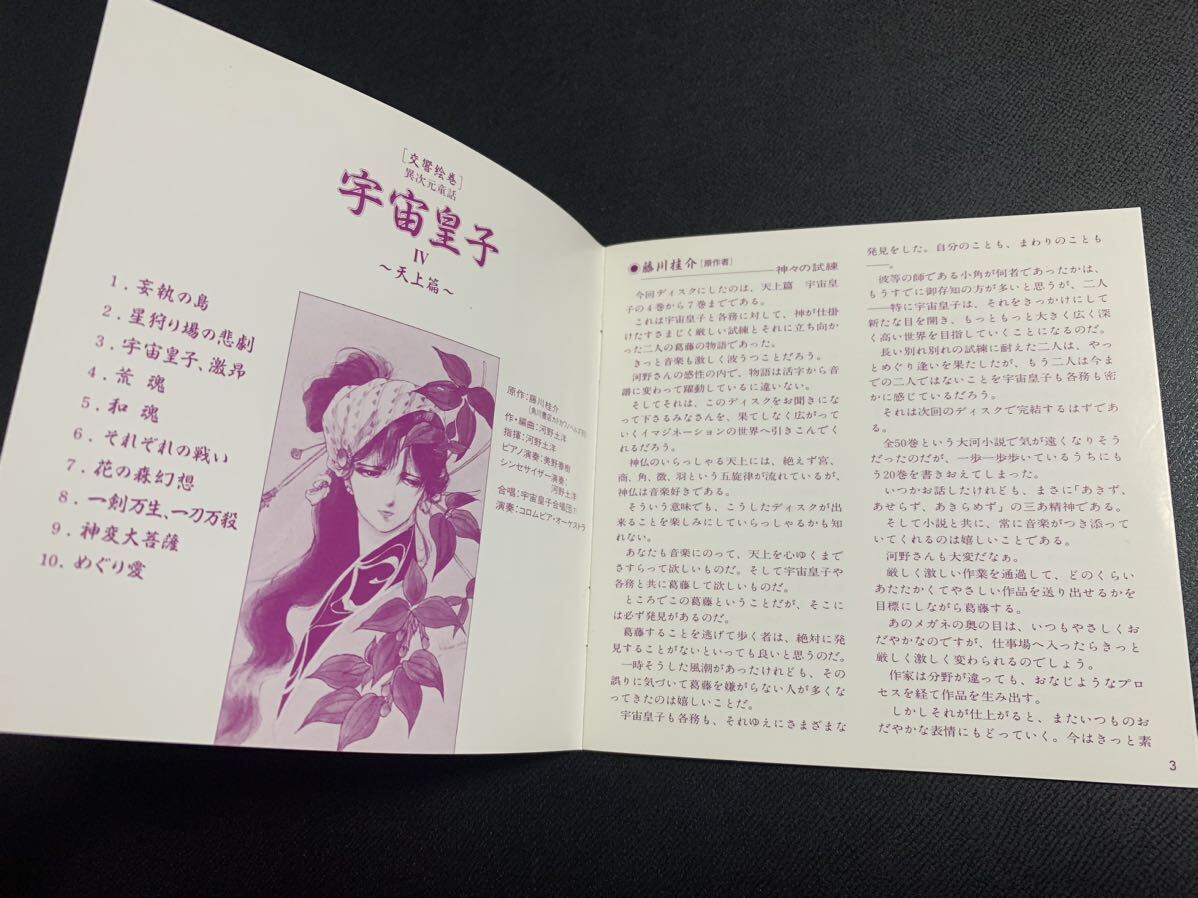 [交響絵巻]
異次元童話
宇宙皇子
IV
～天上篇～
1．妄執の島
2．星狩り場の悲劇
3．宇宙皇子、激昂
4．荒 魂
5．和 魂
6．それぞれの戦い
7．花の森幻想
8．一剣万生、一刀万殺
9．神変大菩薩
10．めぐり愛
原作：藤川桂介
作・編曲：河野土洋
指揮：河野土洋
ピアノ演奏：美野春樹
シンセサイザー演奏：
河野土洋
合唱：宇宙皇子合唱団
演奏：コロムビア・オーケストラ
●藤川桂介［原作者］
――神々の試練
今回ディスクにしたのは、天上篇 宇宙皇
子の４巻から７巻までである。
これは宇宙皇子と各務に対して、神が仕掛
けたすさまじく厳しい試練とそれに立ち向か
った二人の葛藤の物語であった。
きっと音楽も激しく波うつことだろう。
河野さんの感性の内で、物語は活字から音
譜に変わって躍動しているに違いない。
そしてそれは、このディスクをお聞きにな
って下さるみなさんを、果てしなく広がって
いくイマジネーションの世界へ引きこんでく
れるだろう。
神仏のいらっしゃる天上には、絶えず宮、
商、角、徴、羽という五旋律が流れているが、
神仏は音楽好きである。
そういう意味でも、こうしたディスクが出
来ることを楽しみにしていらっしゃるかも知
れない。
あなたも音楽にのって、天上を心ゆくまで
さすらって欲しいものだ。そして宇宙皇子や
各務と共に葛藤して欲しいものだ。
ところでこの葛藤ということだが、そこに
は必ず発見があるのだ。
葛藤することを逃げて歩く者は、絶対に発
見することがないといっても良いと思うのだ。
一時そうした風潮があったけれども、その
誤りに気づいて葛藤を嫌がらない人が多くな
ってきたのは嬉しいことだ。
宇宙皇子も各務も、それゆえにさまざまな
発見をした。自分のことも、まわりのことも
――。
彼等の師である小角が何者であったかは、
もうすでに御存知の方が多いと思うが、二人
――特に宇宙皇子は、それをきっかけにして
新たな目を開き、もっともっと大きく広く深
く高い世界を目指していくことになるのだ。
長い別れ別れの試練に耐えた二人は、やっ
とめぐり逢いを果たしたが、もう二人は今ま
での二人ではないことを宇宙皇子も各務も密
かに感じているだろう。
それは次回のディスクで完結するはずであ
る。
全50巻という大河小説で気が遠くなりそう
だったのだが、一歩一歩歩いているうちにも
う20巻を書きおえてしまった。
いつかお話したけれども、まさに「あきず、
あせらず、あきらめず」の三あ精神である。
そして小説と共に、常に音楽がつき添って
いてくれるのは嬉しいことである。
河野さんも大変だなぁ。
厳しく激しい作業を通過して、どのくらい
あたたかくてやさしい作品を送り出せるかを
目標にしながら葛藤する。
あのメガネの奥の目は、いつもやさしくお
だやかなのですが、仕事場へ入ったらきっと
厳しく激しく変わられるのでしょう。
作家は分野が違っても、おなじようなプロ
セスを経て作品を生み出す。
しかしそれが仕上がると、またいつものお
だやかな表情にもどっていく。今はきっと素
3